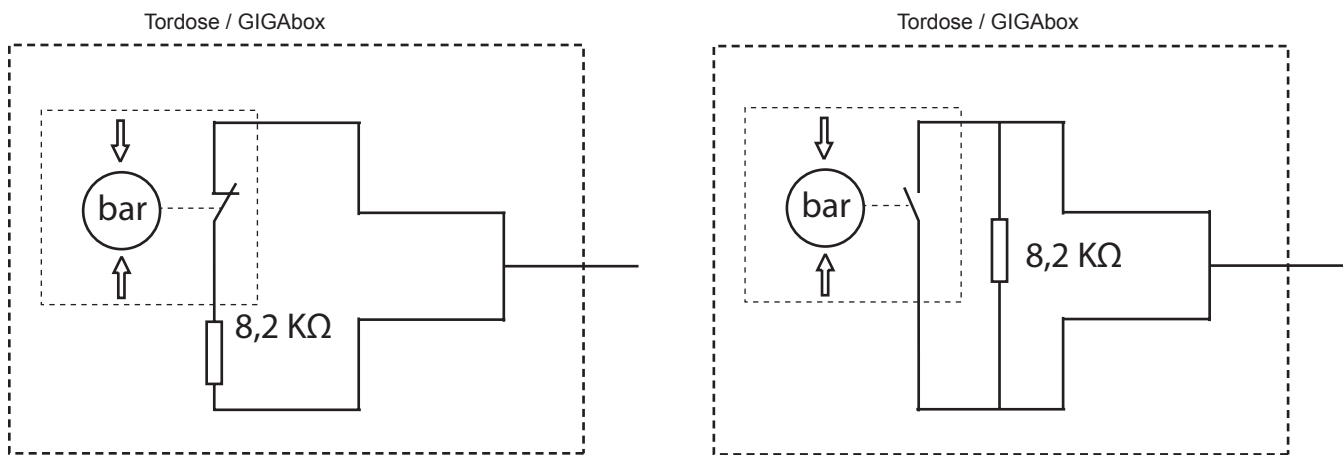 Tordose / GIGAbox
Tordose / GIGAbox
bar
8,2 KΩ
bar
8,2 KΩ